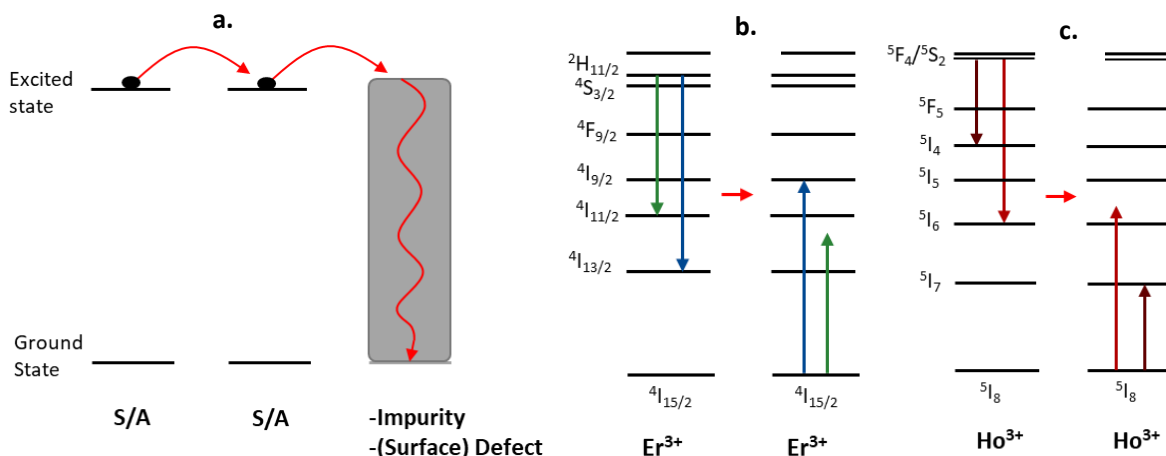 a.
Excited
state
Ground
State
S/A
S/A
-Impurity
-(Surface) Defect
b.
²H₁₁/₂
⁴S₃/₂
⁴F₉/₂
⁴I₉/₂
⁴I₁₁/₂
⁴I₁₃/₂
⁴I₁₅/₂
⁴I₁₅/₂
Er³⁺
Er³⁺
c.
⁵F₄/⁵S₂
⁵F₅
⁵I₄
⁵I₅
⁵I₆
⁵I₇
⁵I₈
⁵I₈
Ho³⁺
Ho³⁺